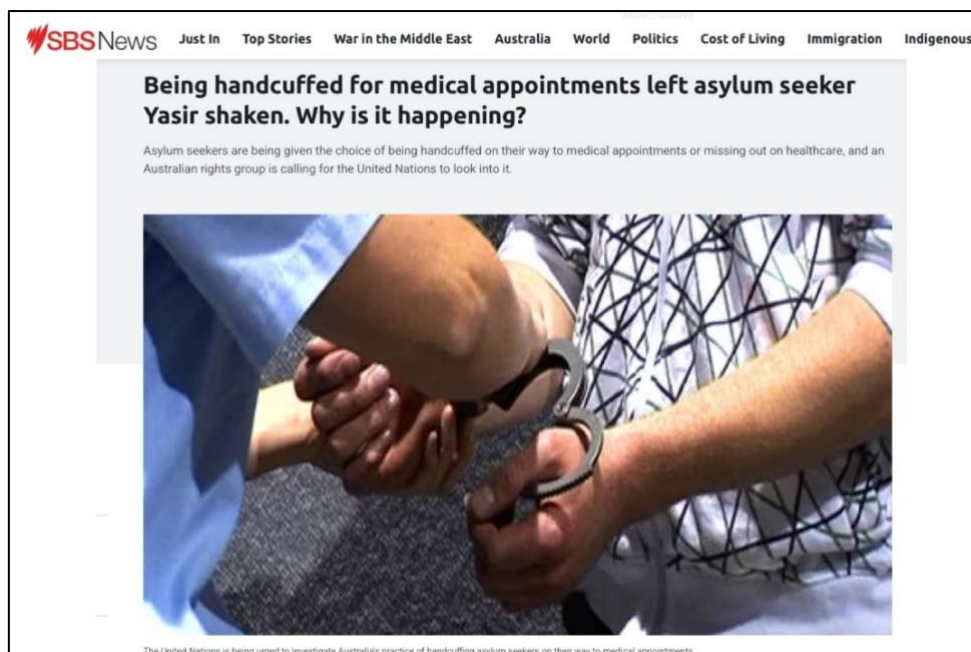 Advertisement
SBS News Just In Top Stories War in the Middle East Australia World Politics Cost of Living Immigration Indigenous
Being handcuffed for medical appointments left asylum seeker
Yasir shaken. Why is it happening?
Asylum seekers are being given the choice of being handcuffed on their way to medical appointments or missing out on healthcare, and an
Australian rights group is calling for the United Nations to look into it.
The United Nations is being urged to investigate Australia's practice of handcuffing asylum seekers on their way to medical appointments.